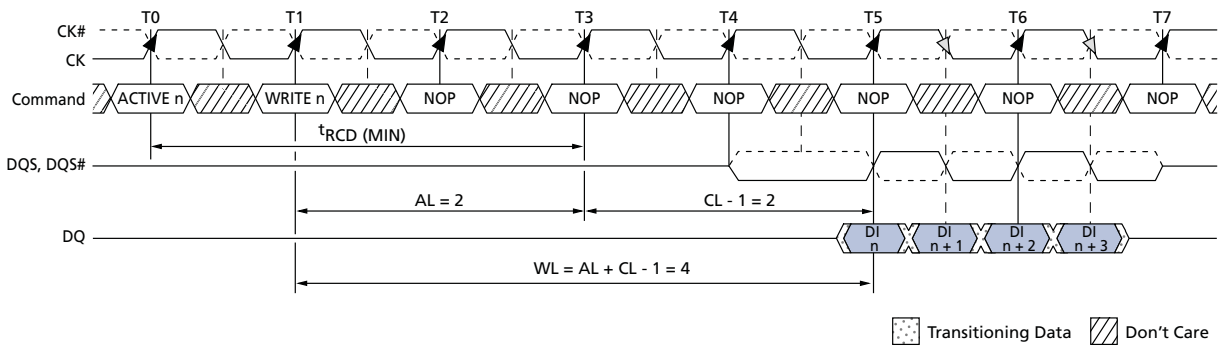 T0 T1 T2 T3 T4 T5 T6 T7
CK#
CK
Command ACTIVE n WRITE n NOP NOP NOP NOP NOP NOP
tRCD (MIN)
DQS, DQS#
AL = 2 CL - 1 = 2
DQ DI n DI n + 1 DI n + 2 DI n + 3
WL = AL + CL - 1 = 4
Transitioning Data Don't Care